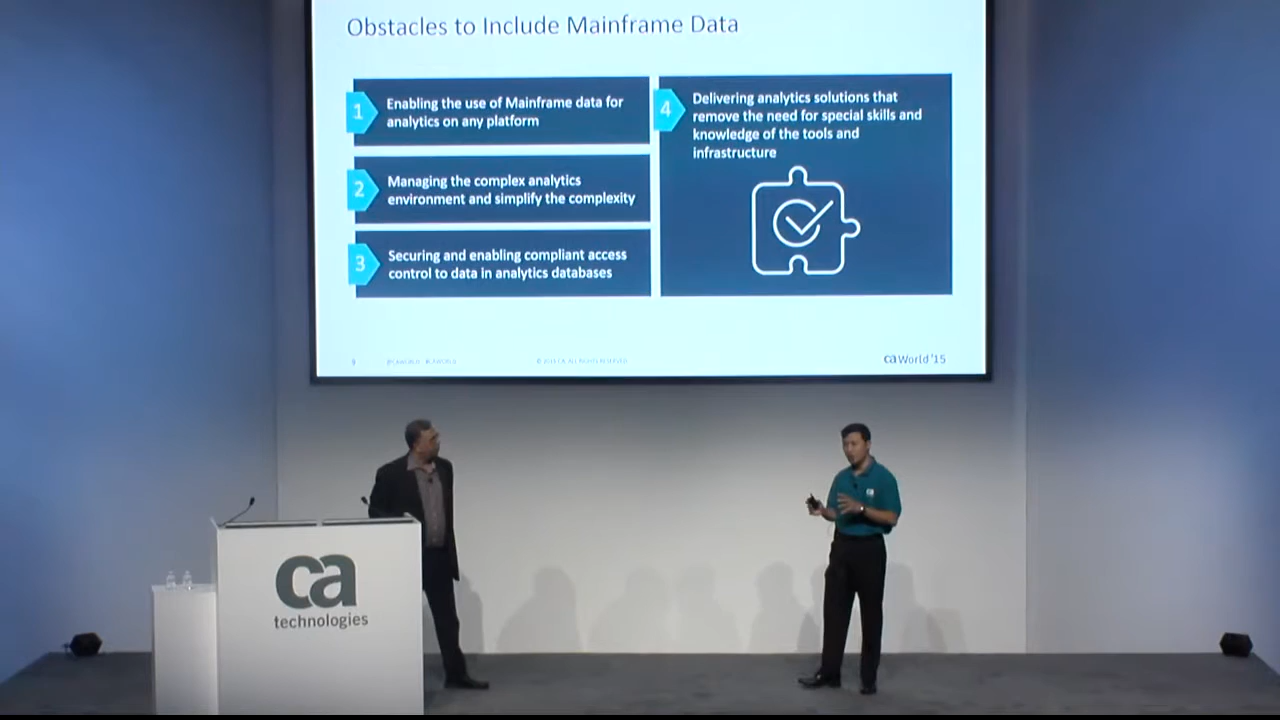 Obstacles to Include Mainframe Data
1
Enabling the use of Mainframe data for
analytics on any platform
2
Managing the complex analytics
environment and simplify the complexity
3
Securing and enabling compliant access
control to data in analytics databases
4
Delivering analytics solutions that
remove the need for special skills and
knowledge of the tools and
infrastructure
ca World '15
ca
technologies